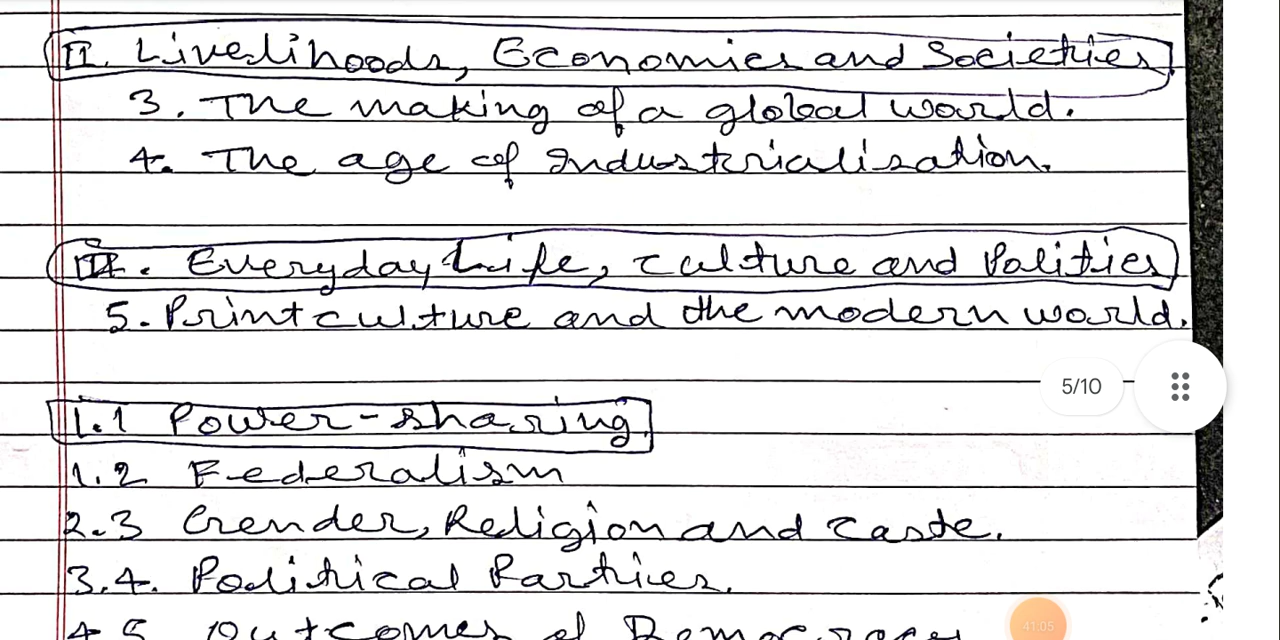 II. Livelihoods, Economies and Societies
3. The making of a global world.
4. The age of Industrialisation.
III. Everyday Life, culture and Politics
5. Print culture and the modern world.
5/10
1.1 Power-sharing
1.2 Federalism
2.3 Gender, Religion and Caste.
3.4. Political Parties.
41:05
4.5 Outcomes of Democracy